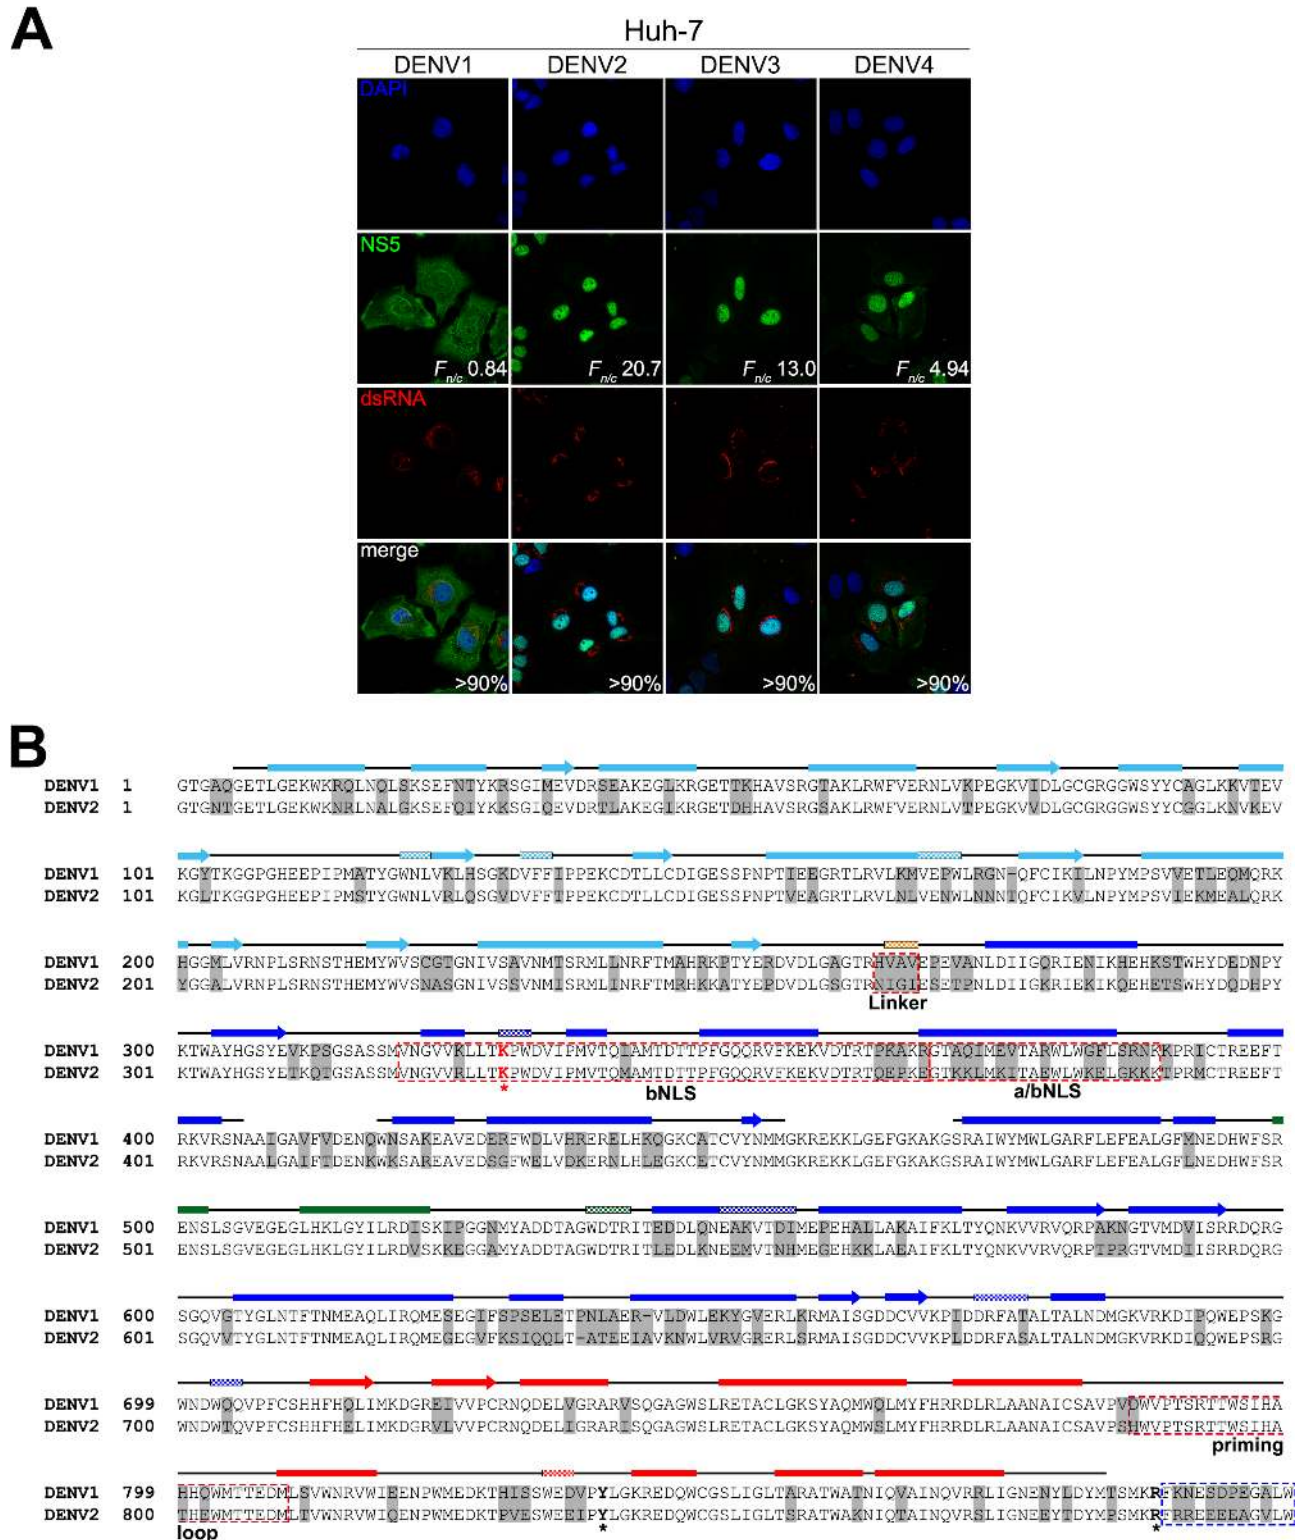 A
Huh-7
DENV1 DENV2 DENV3 DENV4
DAPI
NS5
Fn/c 0.84 Fn/c 20.7 Fn/c 13.0 Fn/c 4.94
dsRNA
merge
>90% >90% >90% >90%
B
DENV1 1 GTGAQGETLGEKWKRQLNQLSKSEFNTYKRSGIMEVDRSEAKEGLKRGETTKHAVSRGTAKLRWFVERNLVKPEGKVIDLGCGRGGWSYYCAGLKKVTEV
DENV2 1 GTGNTGETLGEKWKNRLNALGKSEFQIYKKSGIQEVDRTLAKEGIKRGETDHHAVSRGSAKLRWFVERNLVTPEGKVVDLGCGRGGWSYYCGGLKNVKEV
DENV1 101 KGYTKGGPGHEEPIPMATYGWNLVKLHSGKDVFFIPPEKCDTLLCDIGESSPNPTIEEGRTLRVLKMVEPWLRGN-QFCIKILNPYMPSVVETLEQMQRK
DENV2 101 KGLTKGGPGHEEPIPMSTYGWNLVRLQSGVDVFFTPPEKCDTLLCDIGESSPNPTVEAGRTLRVLNLVENWLNNNTQFCIKVLNPYMPSVIEKMEALQRK
DENV1 200 HGGMLVRNPLSRNSTHEMYWVSCGTGNIVSAVNMTSRMLLNRFTMAHRKPTYERDVDLGAGTRHVAVEPEVANLDIIGQRIENIKHEHKSTWHYDEDNPY
DENV2 201 YGGALVRNPLSRNSTHEMYWVSNASGNIVSSVNMISRMLINRFTMRHKKATYEPDVDLGSGTRNIGIESETPNLDIIGKRIEKIKQEHETSWHYDQDHPY
Linker
DENV1 300 KTWAYHGSYEVKPSGSASSMVNGVVKLLTKPWDVIPMVTQIAMTDTTPFGQQRVFKEKVDTRTPKAKRGTAQIMEVTARWLWGFLSRNKKPRICTREEFT
DENV2 301 KTWAYHGSYETKQTGSASSMVNGVVRLLTKPWDVIPMVTQMAMTDTTPFGQQRVFKEKVDTRTQEPKEGTKKLMKITAEWLWKELGKKKTPRMCTREEFT
* bNLS a/bNLS
DENV1 400 RKVRSNAAIGAVFVDENQWNSAKEAVEDERFWDLVHRERELHKQGKCATCVYNMMGKREKKLGEFGKAKGSRAIWYMWLGARFLEFEALGFMNEDHWFSR
DENV2 401 RKVRSNAALGAIFTDENKWKSAREAVEDSGFWELVDKERNLHLEGKCETCVYNMMGKREKKLGEFGKAKGSRAIWYMWLGARFLEFEALGFLNEDHWFSR
DENV1 500 ENSLSGVEGEGLHKLGYILRDISKIPGGNMYADDTAGWDTRITEDDLQNEAKVTDIMEPEHALLAKAIFKLTYQNKVVRVQRPAKNGTVMDVISRRDQRG
DENV2 501 ENSLSGVEGEGLHKLGYILRDVSKKEGGAMYADDTAGWDTRITLEDLKNEEMVTNHMEGEHKKLAEAIFKLTYQNKVVRVQRPTPRGTVMDIISRRDQRG
DENV1 600 SGQVGTYGLNTFTNMEAQLIRQMESEGIFSPSELETPNLAER-VLDWLEKYGVERLKRMAISGDDCVVKPIDDRFATALTALNDMGKVRKDIPQWEPSKG
DENV2 601 SGQVVTYGLNTFTNMEAQLIRQMEGEGVFKSIQQLT-ATEEIAVKNWLVRVGRERLSRMAISGDDCVVKPLDDRFASALTALNDMGKVRKDIQQWEPSRG
DENV1 699 WNDWQQVPFCSHHFHQLIMKDGREIVVPCRNQDELVGRARVSQGAGWSLRETACLGKSYAQMWQLMYFHRRDLRLAANAICSAVPVDWVPTSRTTWSIHA
DENV2 700 WNDWTQVPFCSHHFHELIMKDGRVLVVPCRNQDELIGRARISQGAGWSLRETACLGKSYAQMWSLMYFHRRDLRLAANAICSAVPSHWVPTSRTTWSIHA
priming
DENV1 799 HHQWMTTEDMLSVWNRVWIEENPWMEDKTHISSWEDVPYLGKREDQWCGSLIGLTARATWATNIQVAINQVRRLIGNENYLDYMTSMKRFKNESDPEGALW
DENV2 800 THEWMTTEDMLTVWNRVWIQENPWMEDKTPVESWEEIPYLGKREDQWCGSLIGLTSRATWAKNIQTAINQVRSLIGNEEYTDYMPSMKRFRREEEEAGVLW
loop * *